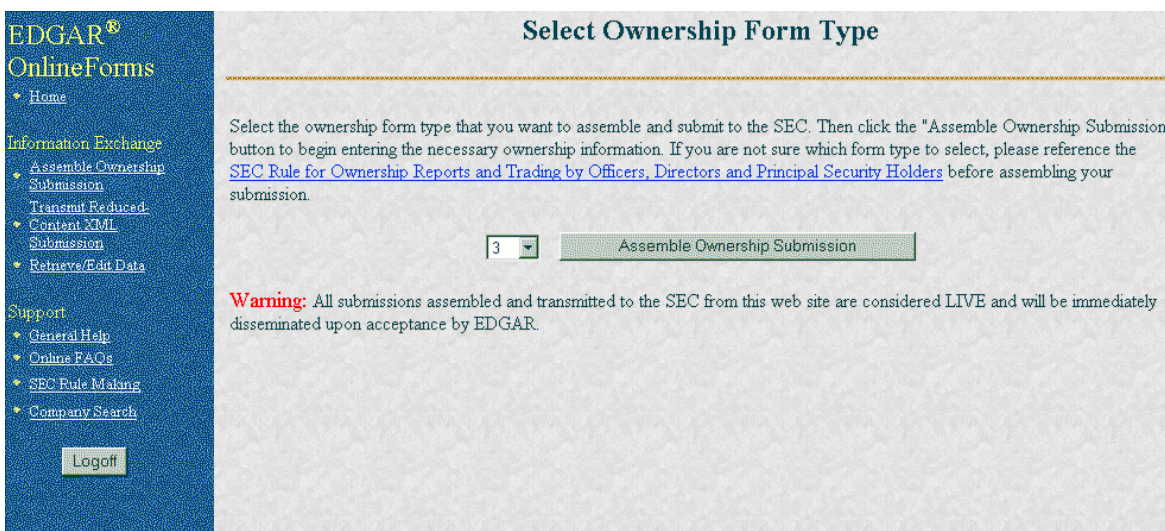 EDGAR®
OnlineForms
Home
Information Exchange
Assemble Ownership
Submission
Transmit Reduced-
Content XML
Submission
Retrieve/Edit Data
Support
General Help
Online FAQs
SEC Rule Making
Company Search
Logoff
Select Ownership Form Type
Select the ownership form type that you want to assemble and submit to the SEC. Then click the "Assemble Ownership Submission
button to begin entering the necessary ownership information. If you are not sure which form type to select, please reference the
SEC Rule for Ownership Reports and Trading by Officers, Directors and Principal Security Holders before assembling your
submission.
3
Assemble Ownership Submission
Warning: All submissions assembled and transmitted to the SEC from this web site are considered LIVE and will be immediately
disseminated upon acceptance by EDGAR.